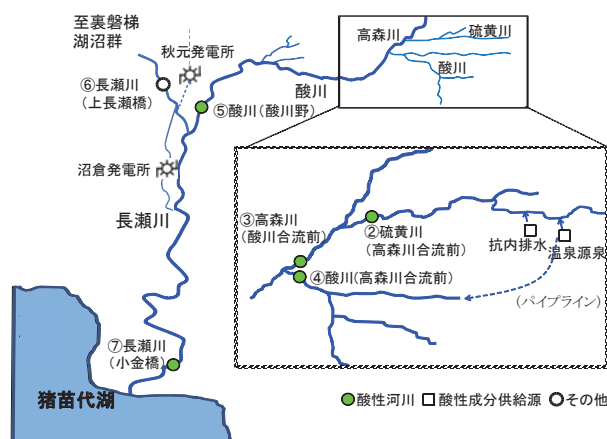 至裏磐梯
湖沼群
秋元発電所
⑥長瀬川
(上長瀬橋)
⑤酸川(酸川野)
酸川
高森川
硫黄川
酸川
沼倉発電所
長瀬川
③高森川
(酸川合流前)
②硫黄川
(高森川合流前)
④酸川(高森川合流前)
抗内排水
温泉源泉
(パイプライン)
⑦長瀬川
(小金橋)
猪苗代湖
酸性河川
酸性成分供給源
その他